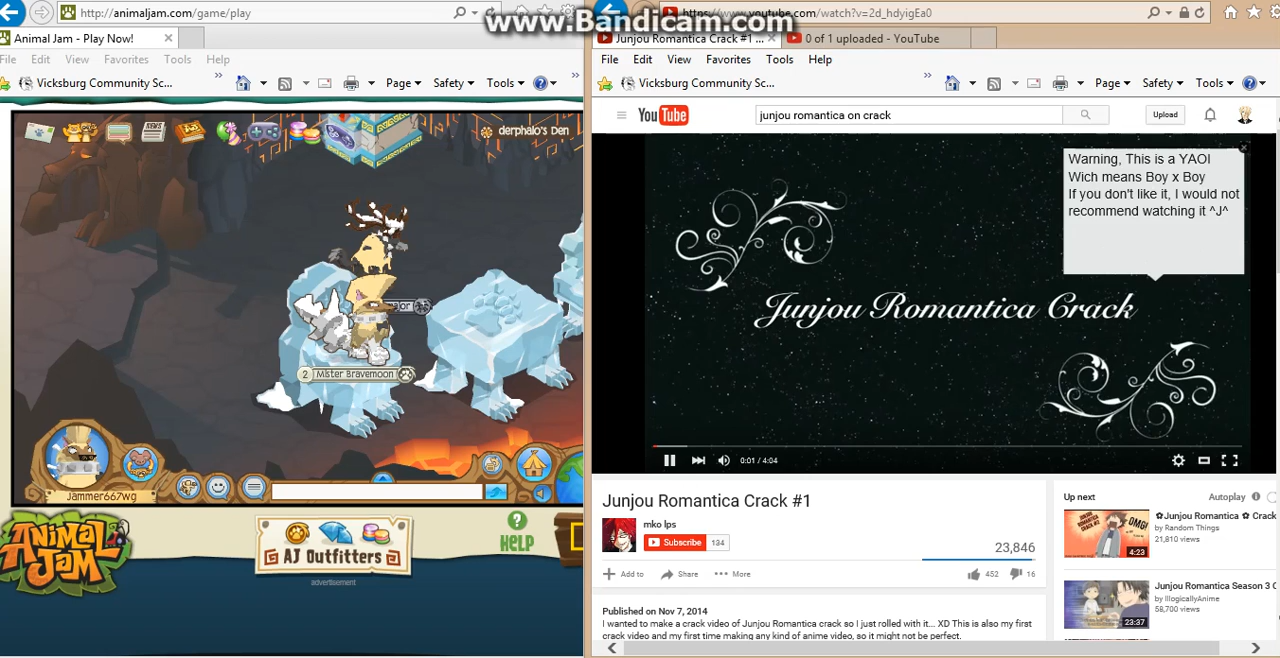 www.Bandicam.com
http://animaljam.com/game/play
Animal Jam - Play Now!
File Edit View Favorites Tools Help
Vicksburg Community Sc...
Page Safety Tools
NEWS
derphalo's Den
2 Mister Bravemoon
Jammer667wg
ANIMAL JAM
AJ Outfitters
HELP
advertisement
https://www.youtube.com/watch?v=2d_hdyigEa0
Junjou Romantica Crack #1 ...
0 of 1 uploaded - YouTube
File Edit View Favorites Tools Help
Vicksburg Community Sc...
Page Safety Tools
YouTube
junjou romantica on crack
Upload
Warning, This is a YAOI
Wich means Boy x Boy
If you don't like it, I would not
recommend watching it ^J^
Junjou Romantica Crack
0:01 / 4:04
Junjou Romantica Crack #1
mko lps
Subscribe 134
23,846
Add to Share More
452 16
Published on Nov 7, 2014
I wanted to make a crack video of Junjou Romantica crack so I just rolled with it... XD This is also my first
crack video and my first time making any kind of anime video, so it might not be perfect.
Up next
Autoplay
✿Junjou Romantica ✿ Crack
by Random Things
21,810 views
OMG!
4:23
Junjou Romantica Season 3 
by IllogicallyAnime
58,700 views
23:37